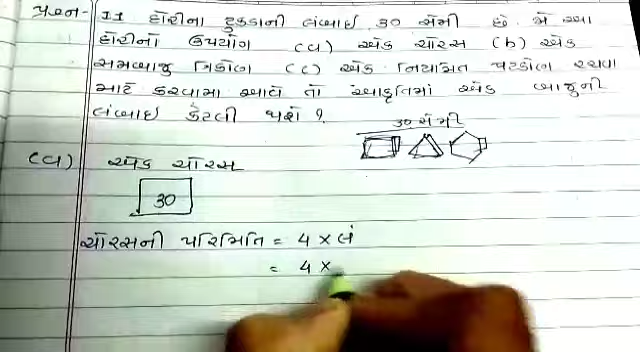 પ્રશ્ન- 11 દોરીના ટુકડાની લંબાઈ 30 સેમી છે. જો આ
દોરીનો ઉપયોગ (a) એક ચોરસ (b) એક
સમબાજુ ત્રિકોણ (c) એક નિયમિત ષટ્કોણ રચવા
માટે કરવામા આવે તો આકૃતિમાં એક બાજુની
લંબાઈ કેટલી થશે?
30 સેમી
(a) એક ચોરસ
30
ચોરસની પરિમિતિ = 4 × લં
= 4 ×